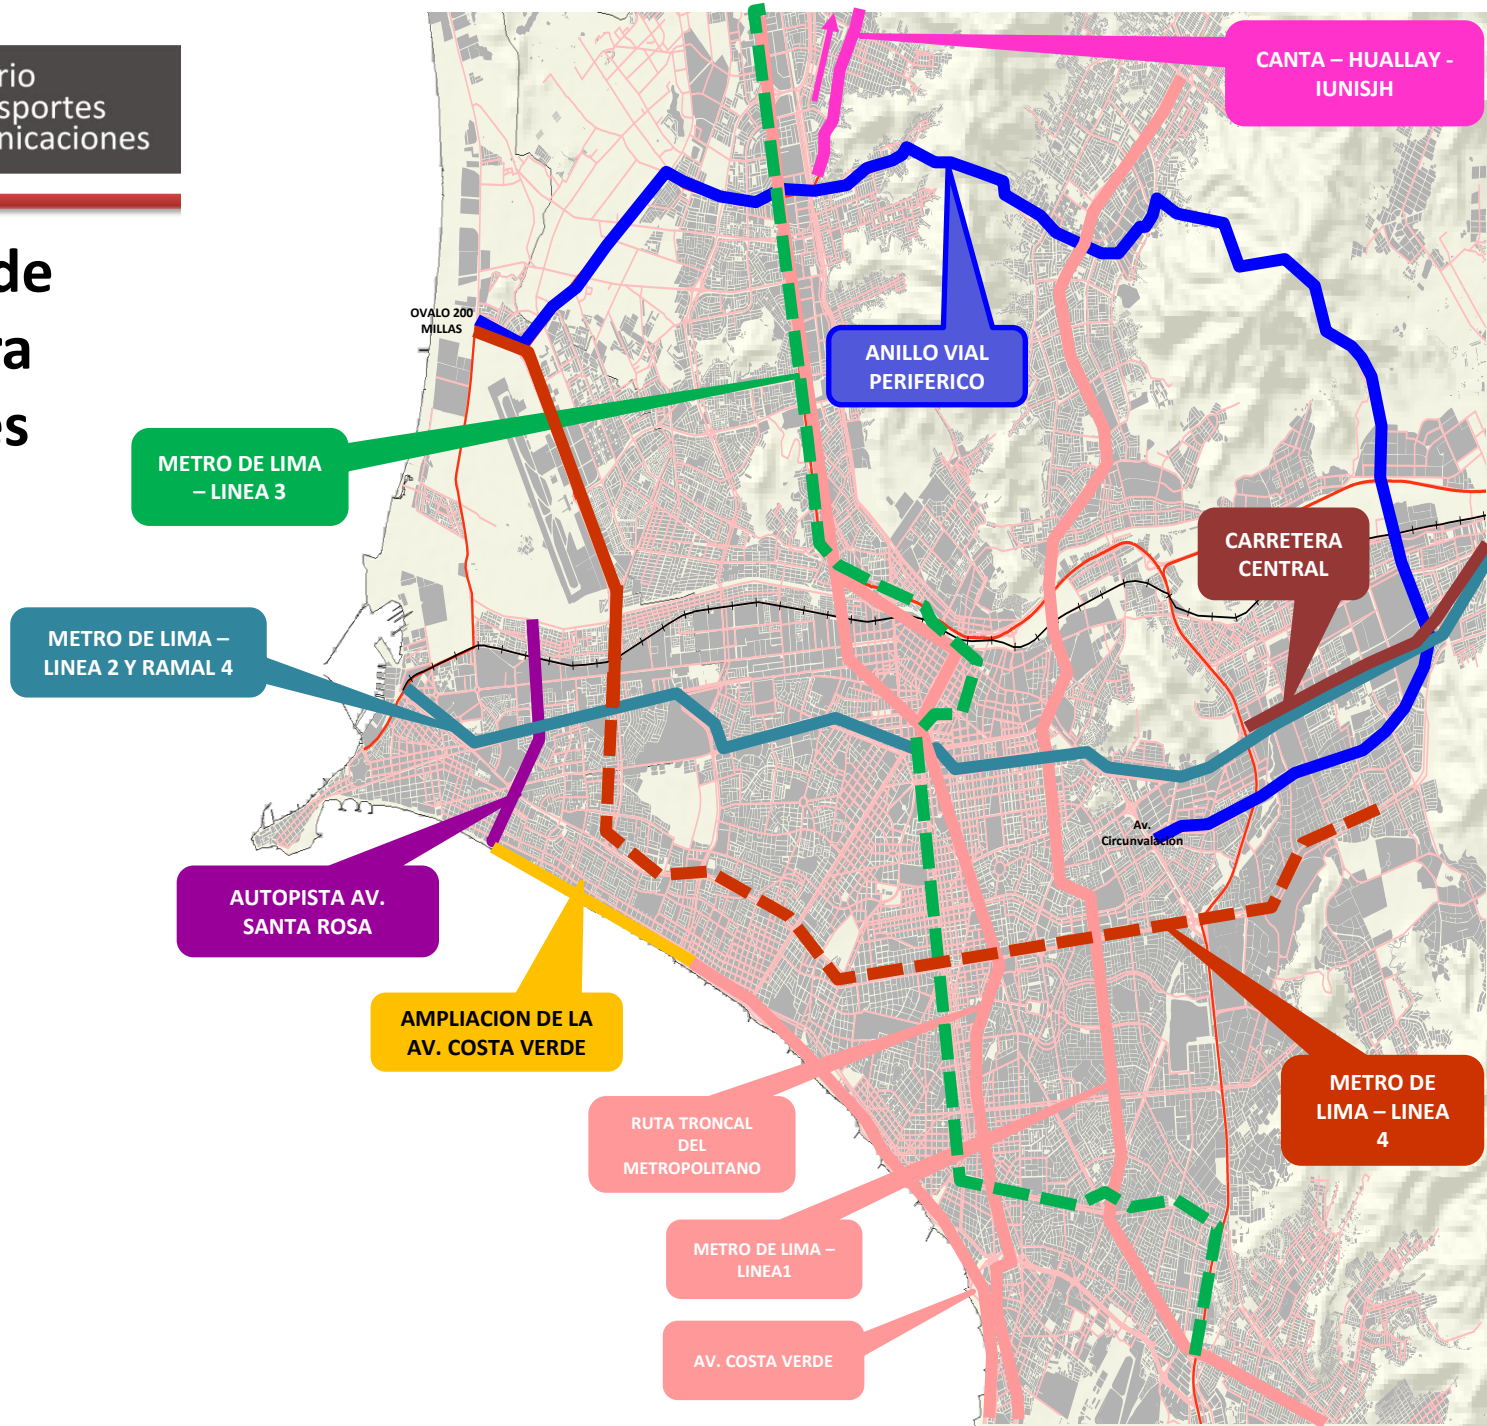 rio
sportes
nicaciones
de
ra
es
CANTA – HUALLAY -
IUNISJH
OVALO 200
MILLAS
ANILLO VIAL
PERIFERICO
METRO DE LIMA
– LINEA 3
CARRETERA
CENTRAL
METRO DE LIMA –
LINEA 2 Y RAMAL 4
Av.
Circunvalación
AUTOPISTA AV.
SANTA ROSA
AMPLIACION DE LA
AV. COSTA VERDE
METRO DE
LIMA – LINEA
4
RUTA TRONCAL
DEL
METROPOLITANO
METRO DE LIMA –
LINEA1
AV. COSTA VERDE